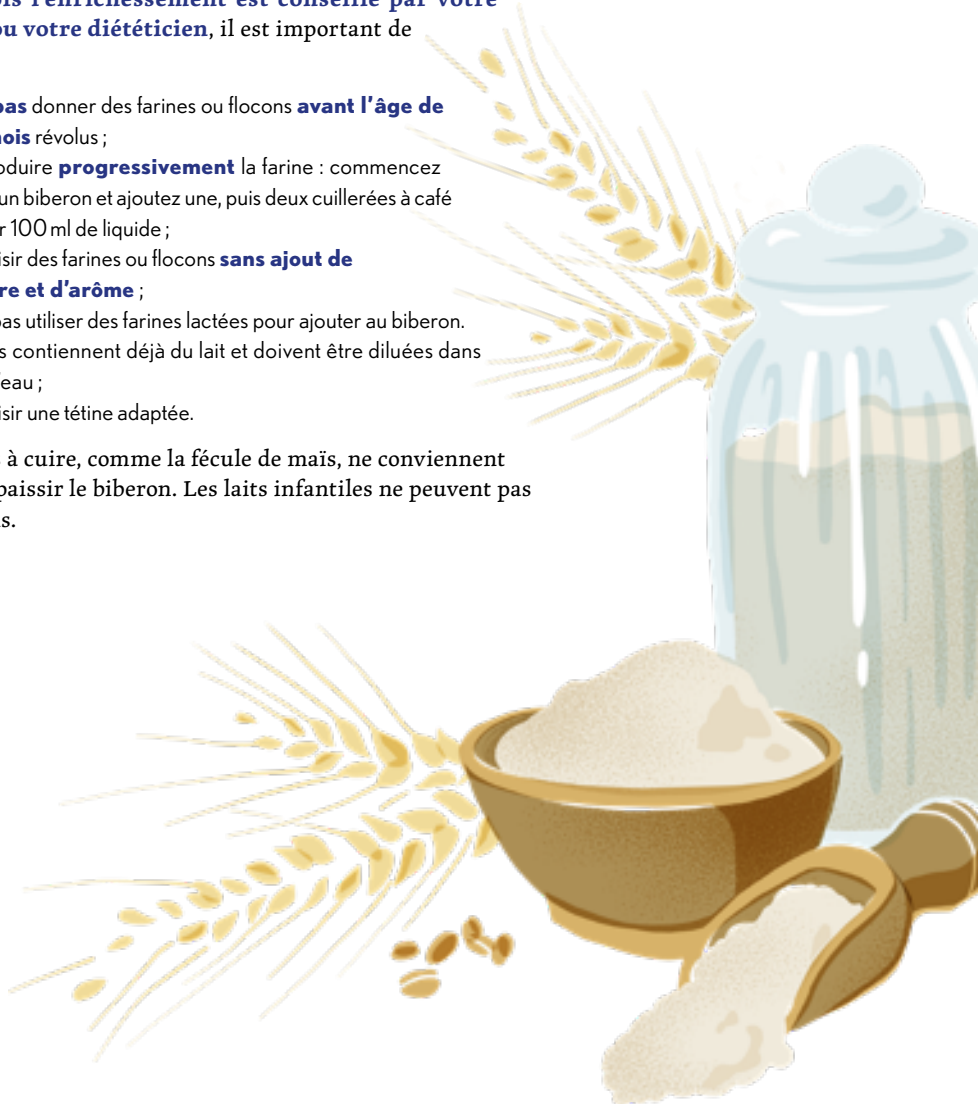 ois l'enrichissement est conseillé par votre
ou votre diététicien, il est important de
pas donner des farines ou flocons avant l'âge de
mois révolus ;
oduire progressivement la farine : commencez
un biberon et ajoutez une, puis deux cuillerées à café
r 100 ml de liquide ;
isir des farines ou flocons sans ajout de
re et d'arôme ;
pas utiliser des farines lactées pour ajouter au biberon.
s contiennent déjà du lait et doivent être diluées dans
'eau ;
isir une tétine adaptée.
s à cuire, comme la fécule de maïs, ne conviennent
paissir le biberon. Les laits infantiles ne peuvent pas
s.